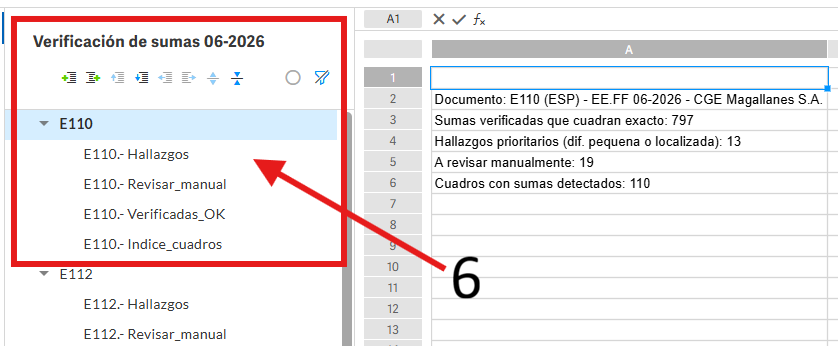 Verificación de sumas 06-2026
E110
E110.- Hallazgos
E110.- Revisar_manual
E110.- Verificadas_OK
E110.- Indice_cuadros
E112
E112.- Hallazgos
E112.- Revisar_manual
A1
fx
A
1
2 Documento: E110 (ESP) - EE.FF 06-2026 - CGE Magallanes S.A.
3 Sumas verificadas que cuadran exacto: 797
4 Hallazgos prioritarios (dif. pequena o localizada): 13
5 A revisar manualmente: 19
6 Cuadros con sumas detectados: 110
7
8
9
10
11
12
13
6